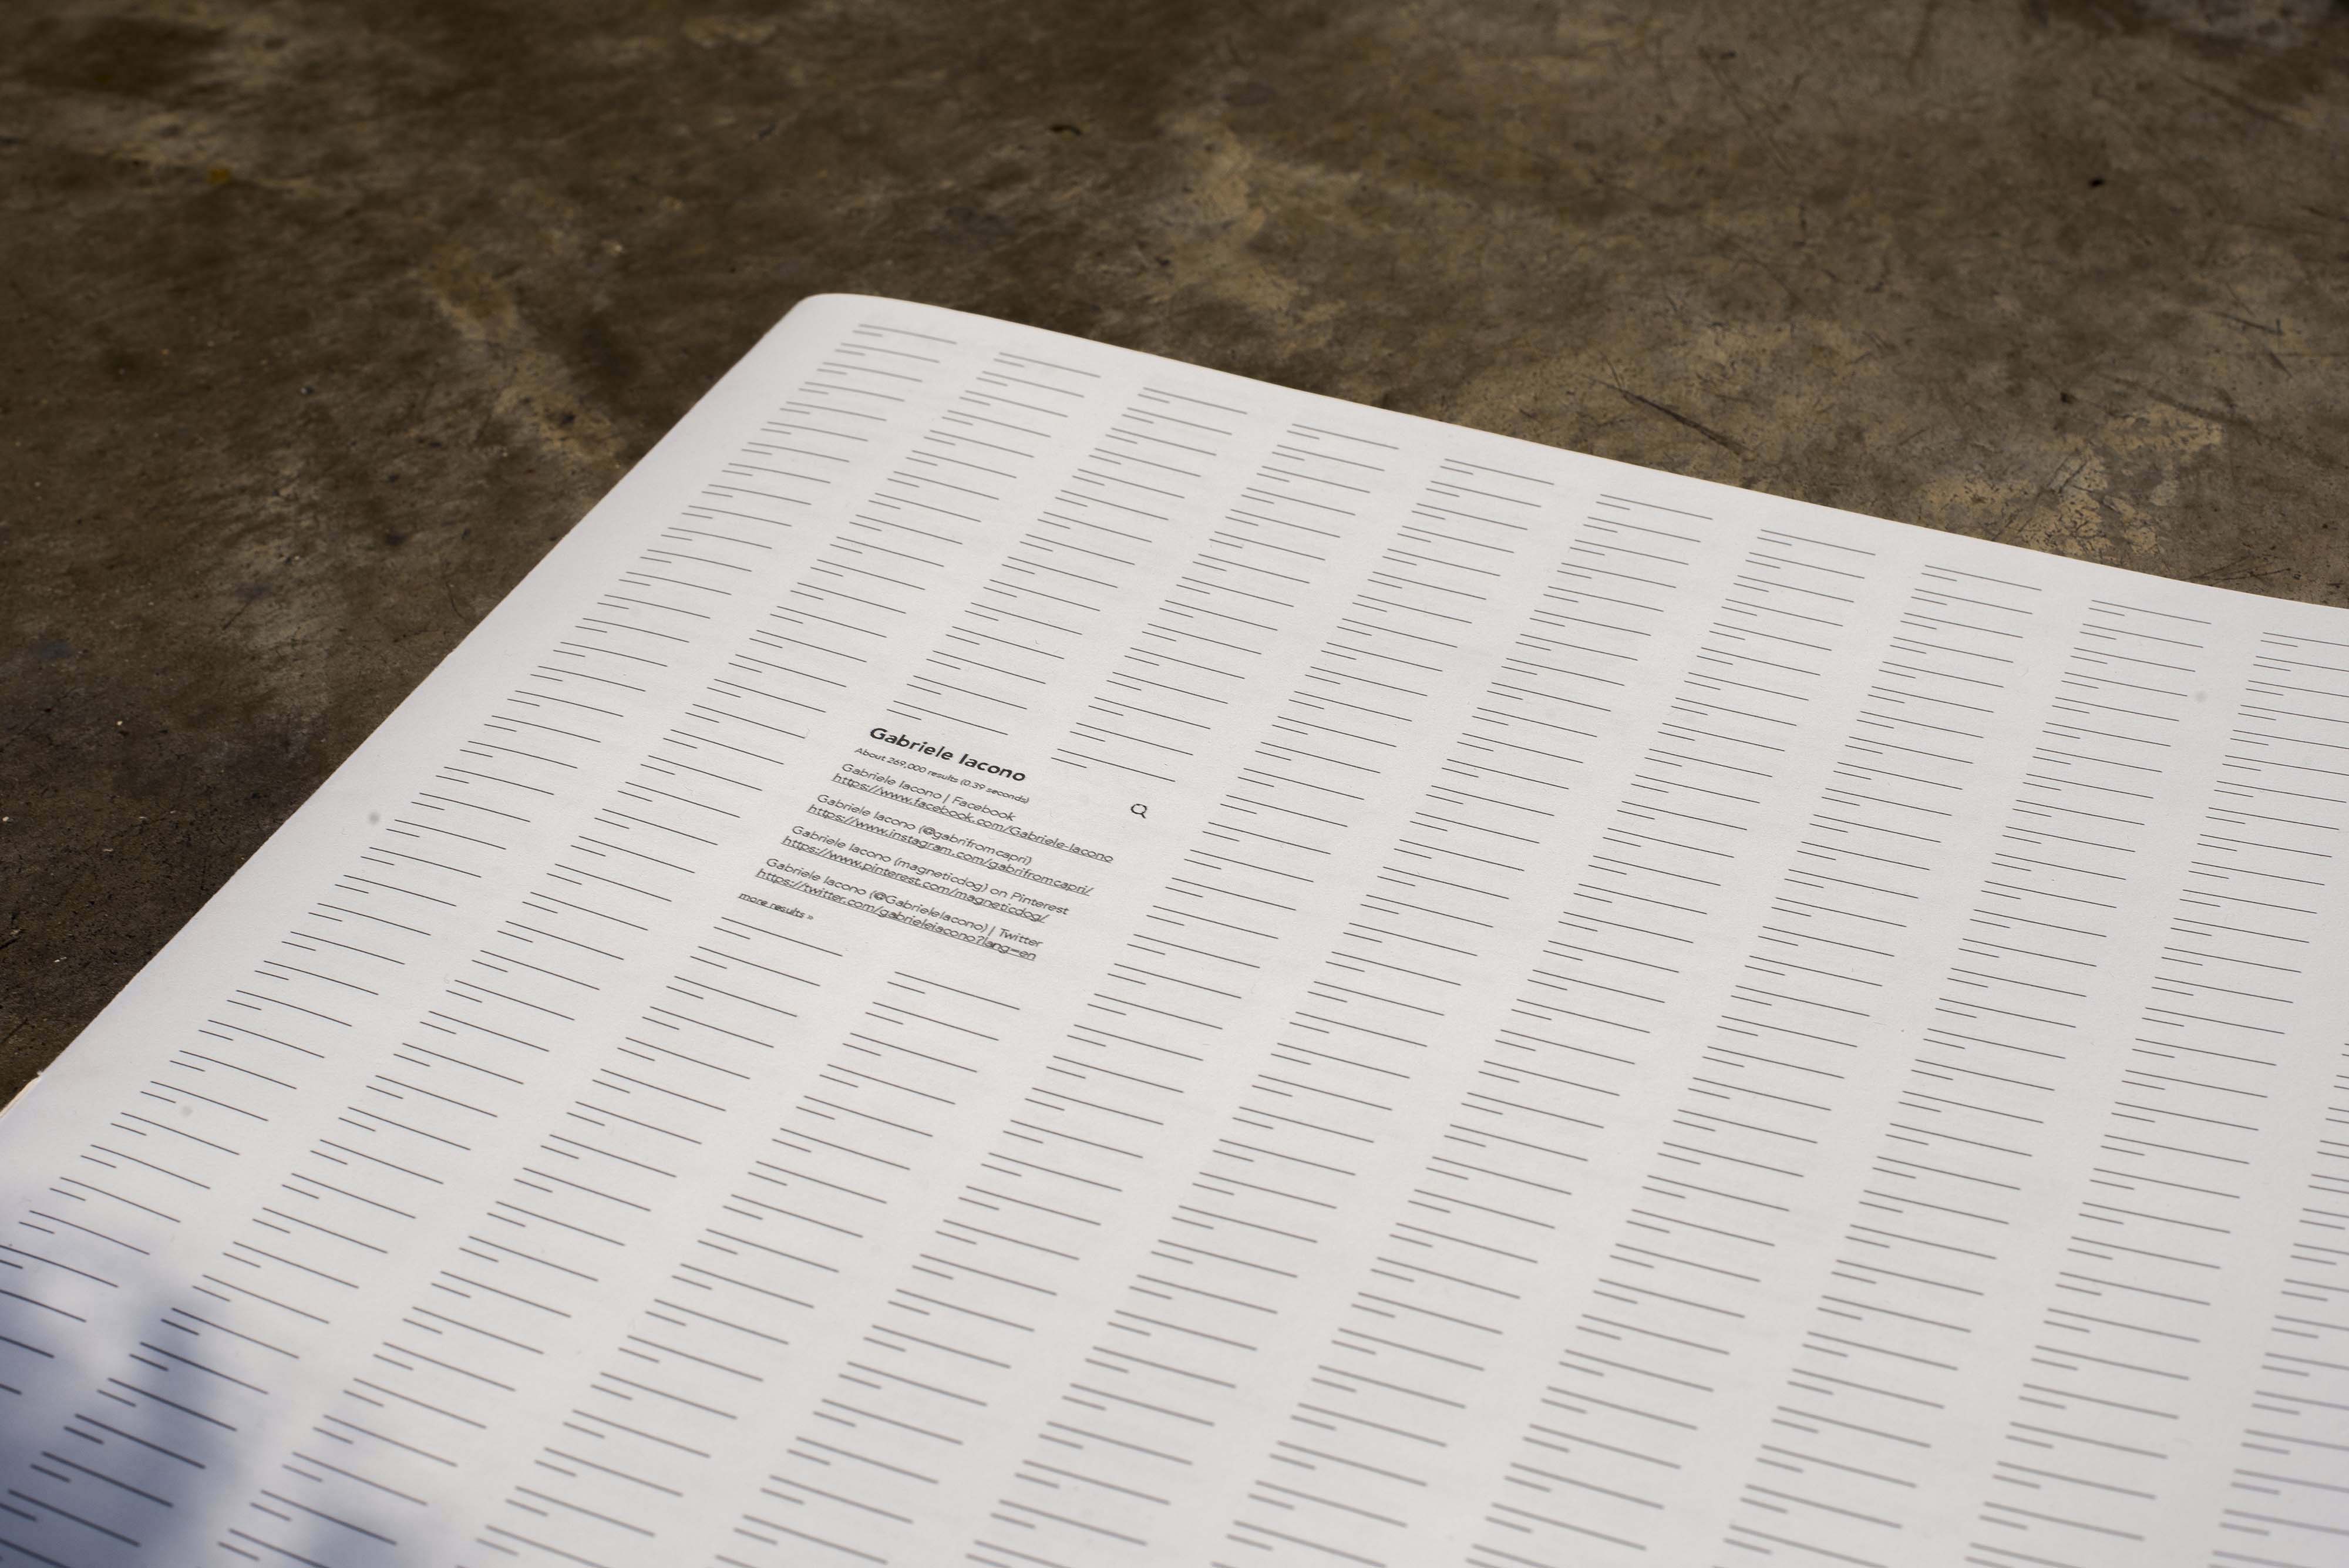 Gabriele Iacono
About 269.000 results (0.39 seconds)
Gabriele Iacono | Facebook
https://www.facebook.com/Gabriele-Iacono
Gabriele Iacono (@gabrifromcapri)
https://www.instagram.com/gabrifromcapri/
Gabriele Iacono (magneticdog) on Pinterest
https://www.pinterest.com/magneticdog/
Gabriele Iacono (@GabrieleIacono) | Twitter
https://twitter.com/gabrieleiacono?lang=en
more results »